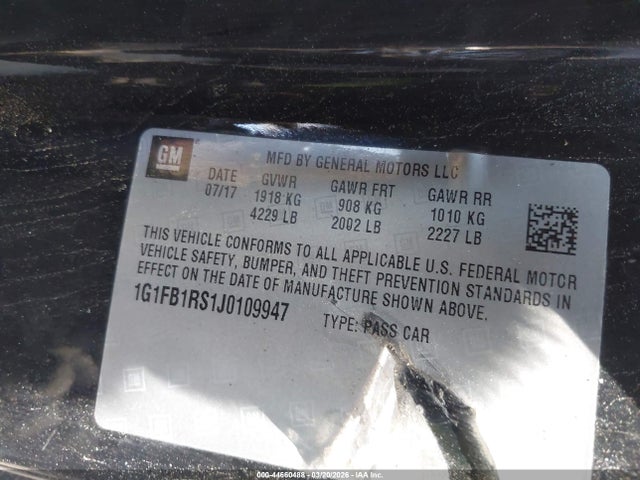 GM
MFD BY GENERAL MOTORS LLC
DATE GVWR GAWR FRT GAWR RR
07/17 1918 KG 908 KG 1010 KG
4229 LB 2002 LB 2227 LB
THIS VEHICLE CONFORMS TO ALL APPLICABLE U.S. FEDERAL MOTOR
VEHICLE SAFETY, BUMPER, AND THEFT PREVENTION STANDARDS IN
EFFECT ON THE DATE OF MANUFACTURE SHOWN ABOVE.
1G1FB1RS1J0109947 TYPE: PASS CAR
000-44660488 - 03/20/2026 - IAA Inc.